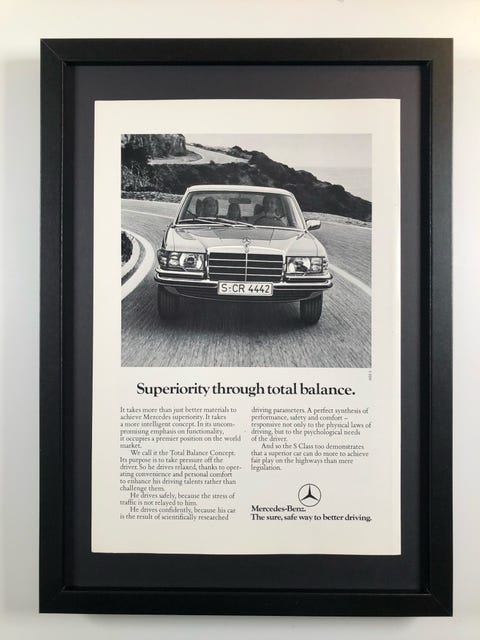 S-CR 4442
Superiority through total balance.
It takes more than just better materials to
achieve Mercedes superiority. It takes
a more intelligent concept. In its uncom-
promising emphasis on functionality,
it occupies a premier position on the world
market.
We call it the Total Balance Concept.
Its purpose is to take pressure off the
driver. So he drives relaxed, thanks to oper-
ating convenience and personal comfort
to enhance his driving talents rather than
challenge them.
He drives safely, because the stress of
traffic is not relayed to him.
He drives confidently, because his car
is the result of scientifically researched
driving parameters. A perfect synthesis of
performance, safety and comfort –
responsive not only to the physical laws of
driving, but to the psychological needs
of the driver.
And so the S Class too demonstrates
that a superior car can do more to achieve
fair play on the highways than mere
legislation.
Mercedes-Benz.
The sure, safe way to better driving.